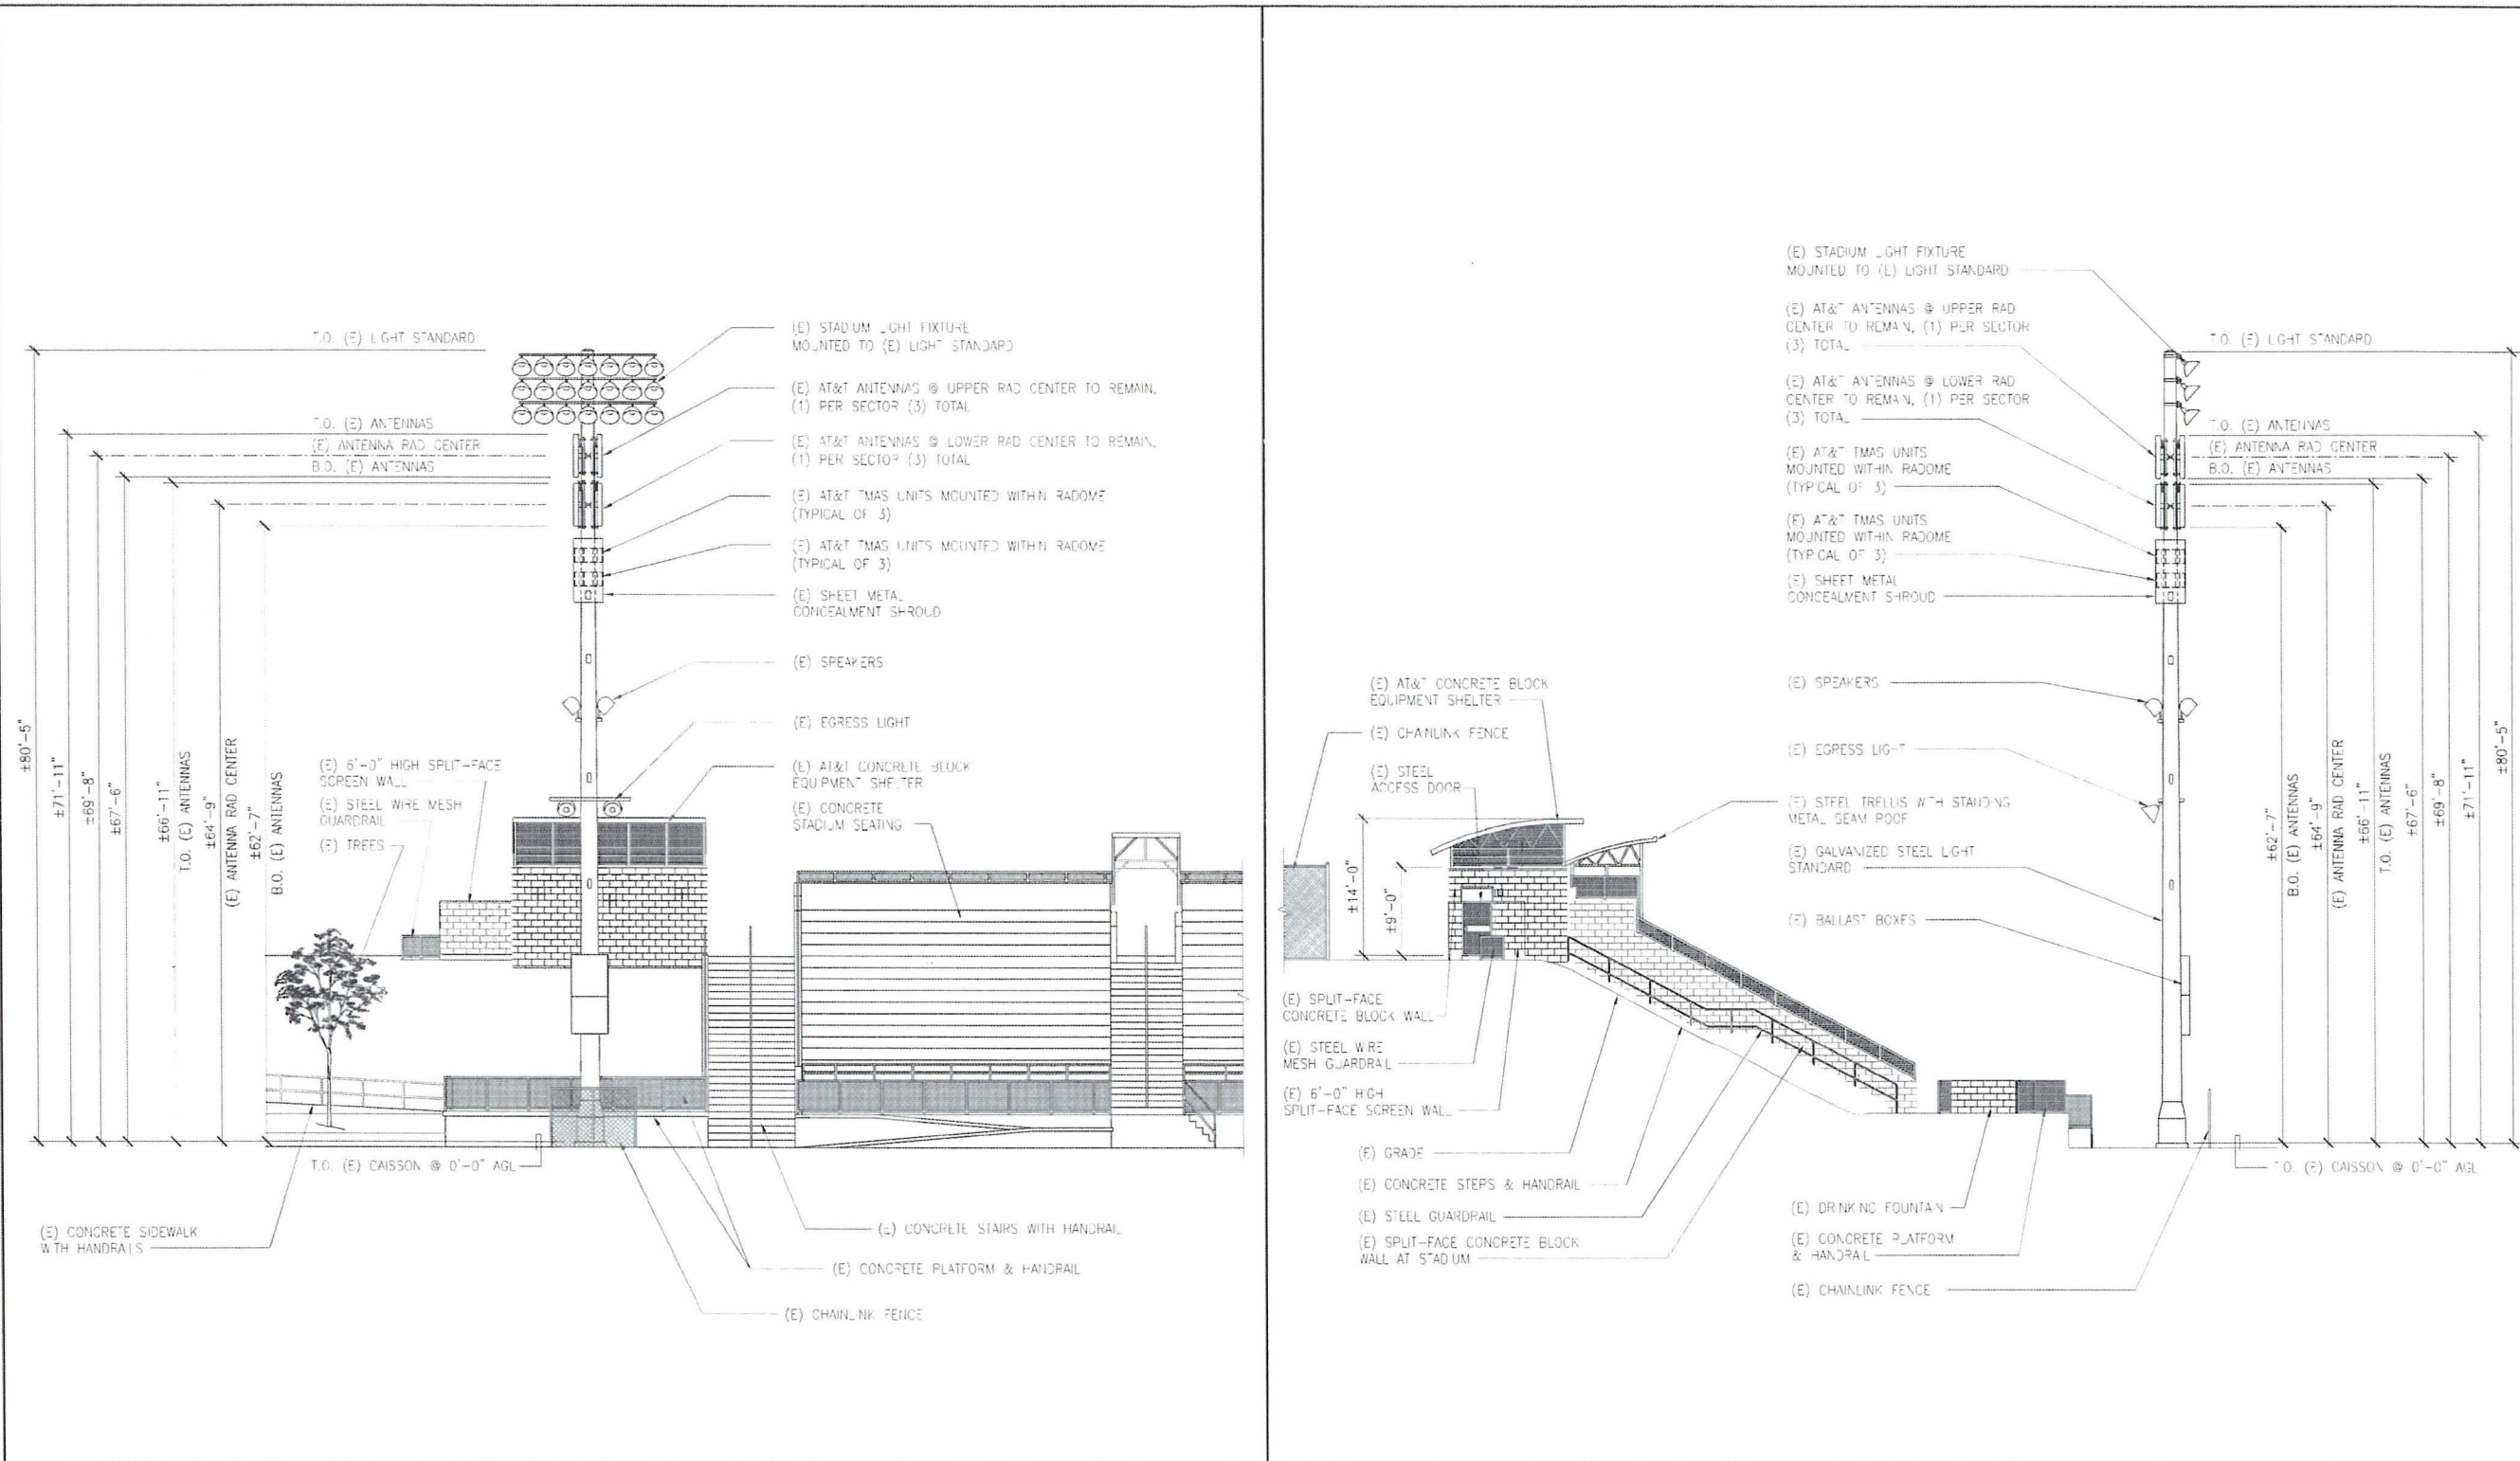 T.O. (E) LIGHT STANDARD
T.O. (E) ANTENNAS
(E) ANTENNA RAD CENTER
B.O. (E) ANTENNAS
±80'-5"
±71'-11"
±69'-8"
±67'-6"
±66'-11"
T.O. (E) ANTENNAS
±64'-9"
(E) ANTENNA RAD CENTER
±62'-7"
B.O. (E) ANTENNAS
(E) 6'-0" HIGH SPLIT-FACE
SCREEN WALL
(E) STEEL WIRE MESH
GUARDRAIL
(E) TREES
T.O. (E) CAISSON @ 0'-0" AGL
(E) CONCRETE SIDEWALK
WITH HANDRAILS
(E) STADIUM LIGHT FIXTURE
MOUNTED TO (E) LIGHT STANDARD
(E) AT&T ANTENNAS @ UPPER RAD CENTER TO REMAIN,
(1) PER SECTOR (3) TOTAL
(E) AT&T ANTENNAS @ LOWER RAD CENTER TO REMAIN,
(1) PER SECTOR (3) TOTAL
(E) AT&T TMAS UNITS MOUNTED WITHIN RADOME
(TYPICAL OF 3)
(E) AT&T TMAS UNITS MOUNTED WITHIN RADOME
(TYPICAL OF 3)
(E) SHEET METAL
CONCEALMENT SHROUD
(E) SPEAKERS
(E) EGRESS LIGHT
(E) AT&T CONCRETE BLOCK
EQUIPMENT SHELTER
(E) CONCRETE
STADIUM SEATING
(E) CONCRETE STAIRS WITH HANDRAIL
(E) CONCRETE PLATFORM & HANDRAIL
(E) CHAINLINK FENCE
(E) AT&T CONCRETE BLOCK
EQUIPMENT SHELTER
(E) CHAINLINK FENCE
(E) STEEL
ACCESS DOOR
±14'-0"
±9'-0"
(E) SPLIT-FACE
CONCRETE BLOCK WALL
(E) STEEL WIRE
MESH GUARDRAIL
(E) 6'-0" HIGH
SPLIT-FACE SCREEN WALL
(E) GRADE
(E) CONCRETE STEPS & HANDRAIL
(E) STEEL GUARDRAIL
(E) SPLIT-FACE CONCRETE BLOCK
WALL AT STADIUM
(E) STADIUM LIGHT FIXTURE
MOUNTED TO (E) LIGHT STANDARD
(E) AT&T ANTENNAS @ UPPER RAD
CENTER TO REMAIN, (1) PER SECTOR
(3) TOTAL
(E) AT&T ANTENNAS @ LOWER RAD
CENTER TO REMAIN, (1) PER SECTOR
(3) TOTAL
(E) AT&T TMAS UNITS
MOUNTED WITHIN RADOME
(TYPICAL OF 3)
(E) AT&T TMAS UNITS
MOUNTED WITHIN RADOME
(TYPICAL OF 3)
(E) SHEET METAL
CONCEALMENT SHROUD
(E) SPEAKERS
(E) EGRESS LIGHT
(E) STEEL TRELLIS WITH STANDING
METAL SEAM ROOF
(E) GALVANIZED STEEL LIGHT
STANDARD
(E) BALLAST BOXES
(E) DRINKING FOUNTAIN
(E) CONCRETE PLATFORM
& HANDRAIL
(E) CHAINLINK FENCE
T.O. (E) LIGHT STANDARD
T.O. (E) ANTENNAS
(E) ANTENNA RAD CENTER
B.O. (E) ANTENNAS
±62'-7"
B.O. (E) ANTENNAS
±64'-9"
(E) ANTENNA RAD CENTER
±66'-11"
T.O. (E) ANTENNAS
±67'-6"
±69'-8"
±71'-11"
±80'-5"
T.O. (E) CAISSON @ 0'-0" AGL